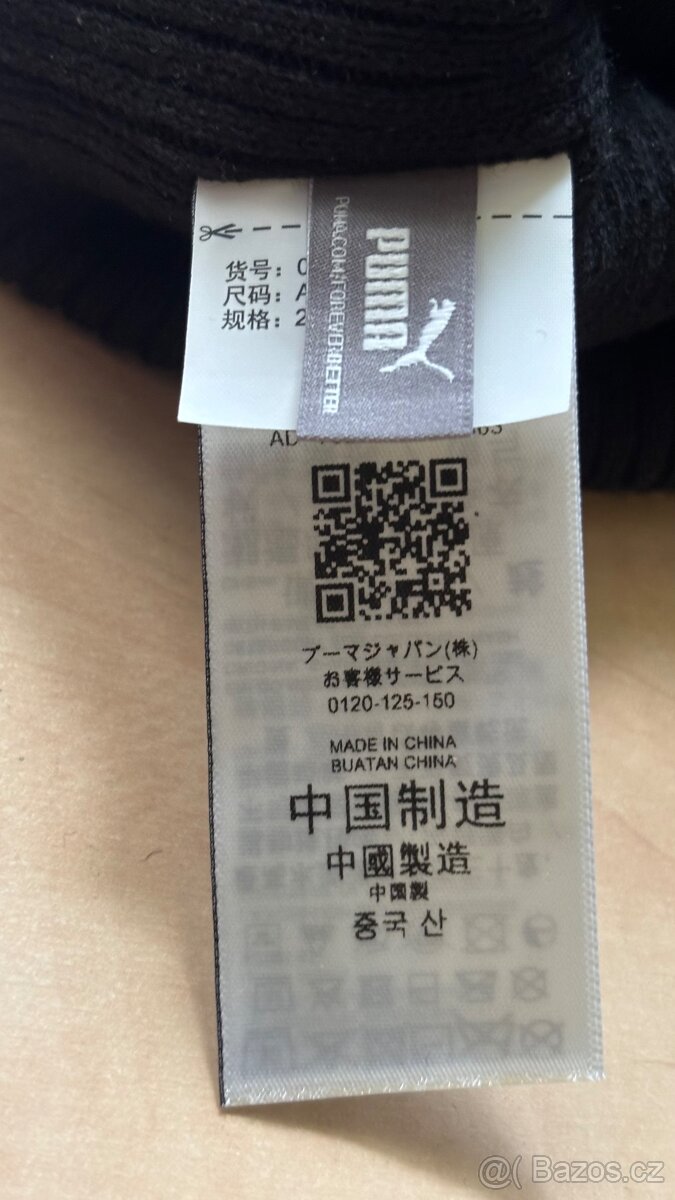 货号：0
尺码：A
规格：2
PUMA.COM/FOREVERBETTER
PUMA
AD
プーマジャパン(株)
お客様サービス
0120-125-150
MADE IN CHINA
BUATAN CHINA
中国制造
中國製造
中国製
중국 산
@( Bazos.cz